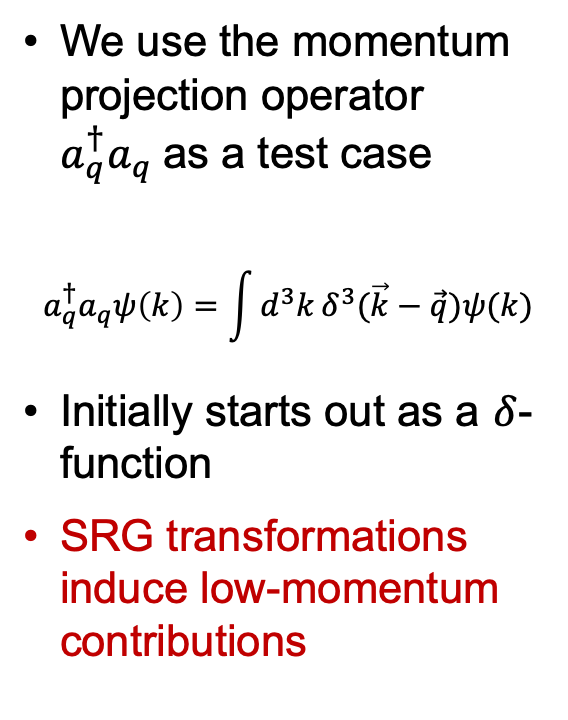 • We use the momentum
projection operator
$a_q^\dagger a_q$ as a test case
$a_q^\dagger a_q \psi(k) = \int d^3k \, \delta^3(\vec{k} - \vec{q}) \psi(k)$
• Initially starts out as a $\delta$-
function
• SRG transformations
induce low-momentum
contributions